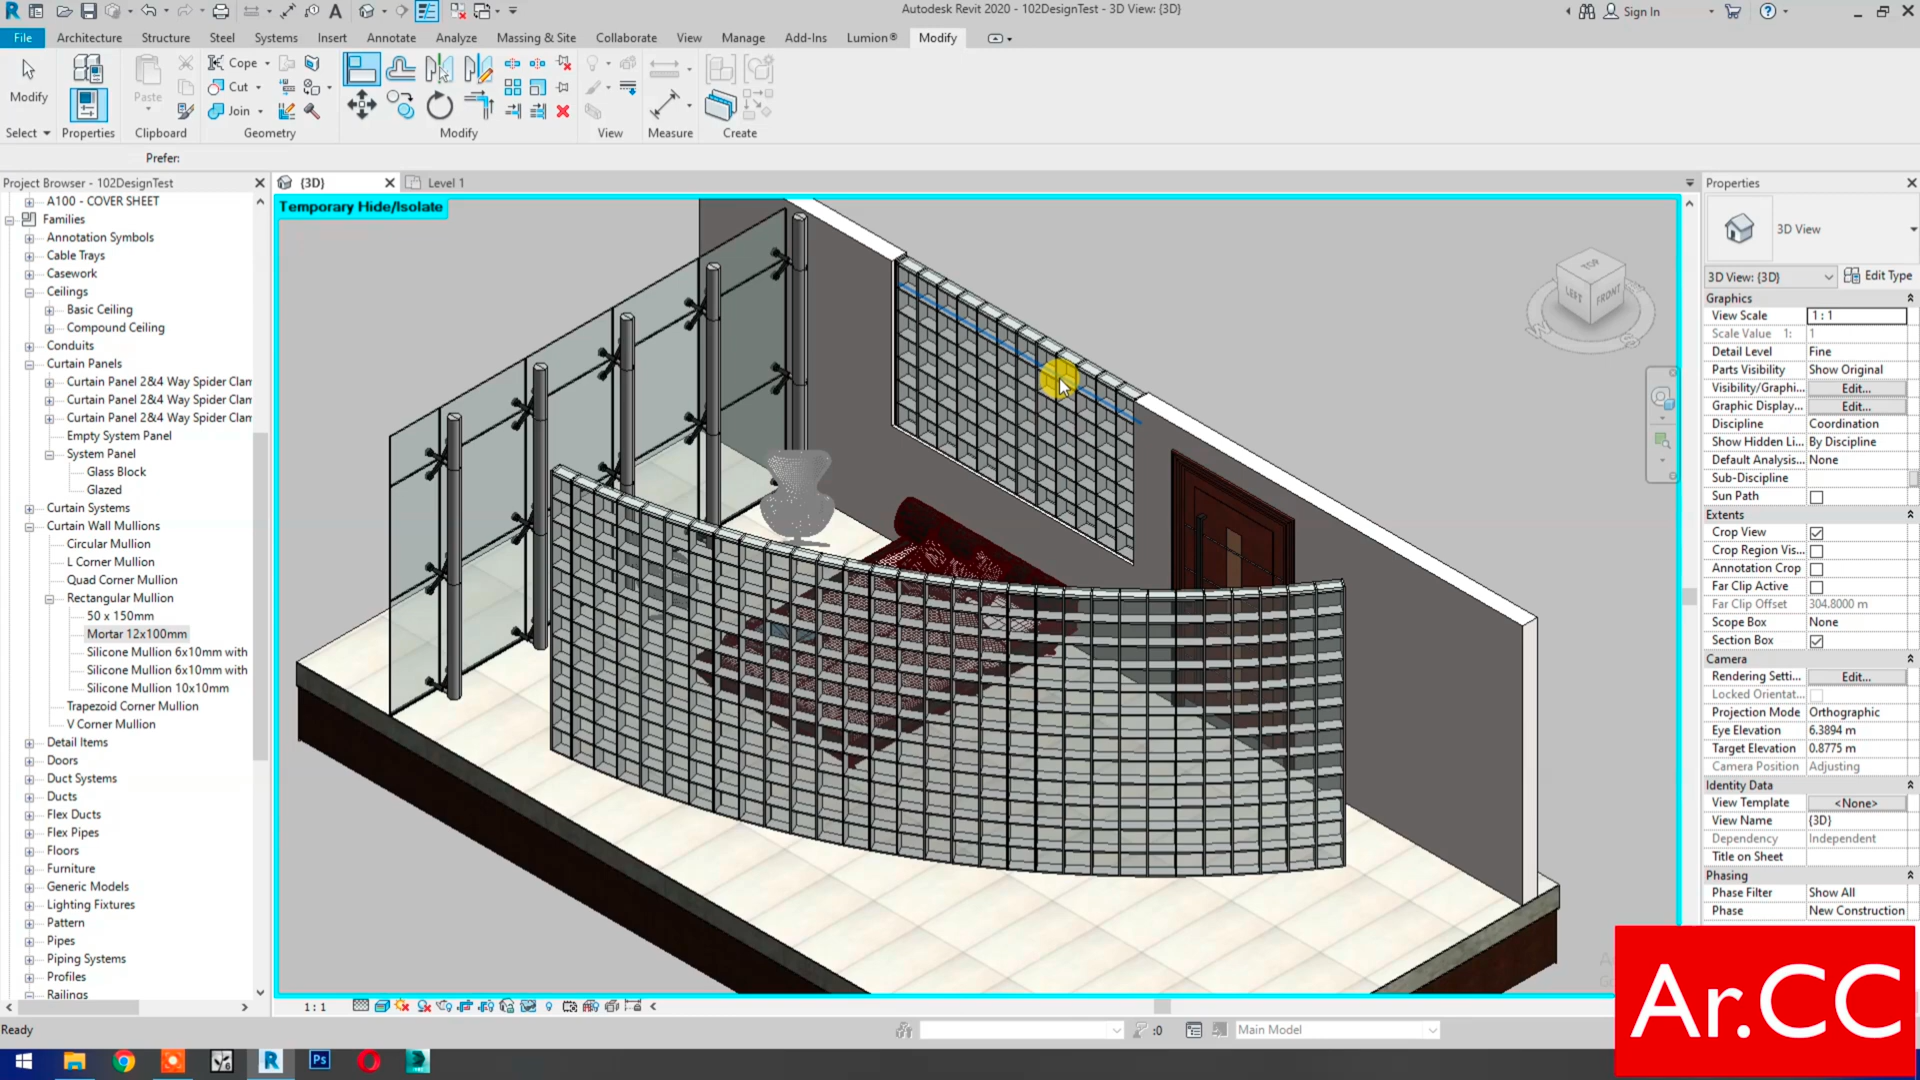 Autodesk Revit 2020 - 102DesignTest - 3D View: {3D}
Sign In
File Architecture Structure Steel Systems Insert Annotate Analyze Massing & Site Collaborate View Manage Add-Ins Lumion® Modify
Modify
Paste
Cope
Cut
Join
Select Properties Clipboard Geometry Modify View Measure Create
Prefer:
Project Browser - 102DesignTest
A100 - COVER SHEET
Families
Annotation Symbols
Cable Trays
Casework
Ceilings
Basic Ceiling
Compound Ceiling
Conduits
Curtain Panels
Curtain Panel 2&4 Way Spider Clam
Curtain Panel 2&4 Way Spider Clam
Curtain Panel 2&4 Way Spider Clam
Empty System Panel
System Panel
Glass Block
Glazed
Curtain Systems
Curtain Wall Mullions
Circular Mullion
L Corner Mullion
Quad Corner Mullion
Rectangular Mullion
50 x 150mm
Mortar 12x100mm
Silicone Mullion 6x10mm with
Silicone Mullion 6x10mm with
Silicone Mullion 10x10mm
Trapezoid Corner Mullion
V Corner Mullion
Detail Items
Doors
Duct Systems
Ducts
Flex Ducts
Flex Pipes
Floors
Furniture
Generic Models
Lighting Fixtures
Pattern
Pipes
Piping Systems
Profiles
Railings
{3D}
Level 1
Temporary Hide/Isolate
TOP
LEFT FRONT
W S
1 : 1
Properties
3D View
3D View: {3D} Edit Type
Graphics
View Scale 1 : 1
Scale Value 1: 1
Detail Level Fine
Parts Visibility Show Original
Visibility/Graphi... Edit...
Graphic Display... Edit...
Discipline Coordination
Show Hidden Li... By Discipline
Default Analysis... None
Sub-Discipline
Sun Path
Extents
Crop View
Crop Region Vis...
Annotation Crop
Far Clip Active
Far Clip Offset 304.8000 m
Scope Box None
Section Box
Camera
Rendering Setti... Edit...
Locked Orientat...
Projection Mode Orthographic
Eye Elevation 6.3894 m
Target Elevation 0.8775 m
Camera Position Adjusting
Identity Data
View Template <None>
View Name {3D}
Dependency Independent
Title on Sheet
Phasing
Phase Filter Show All
Phase New Construction
Ready
:0
Main Model
Ar.CC